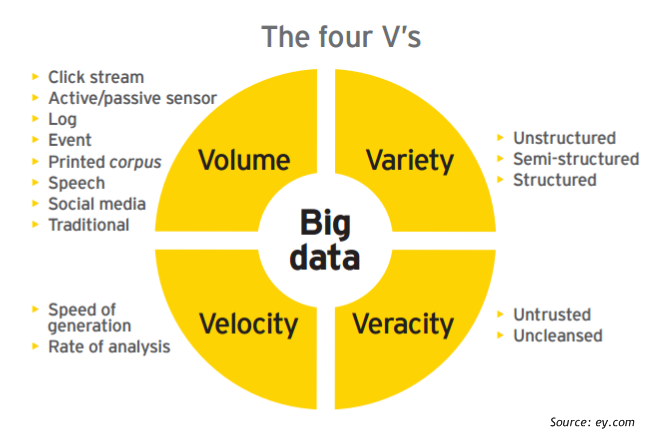 The four V's
Click stream
Active/passive sensor
Log
Event
Printed corpus
Speech
Social media
Traditional
Volume
Variety
Unstructured
Semi-structured
Structured
Big
data
Speed of
generation
Rate of analysis
Velocity
Veracity
Untrusted
Uncleansed
Source: ey.com